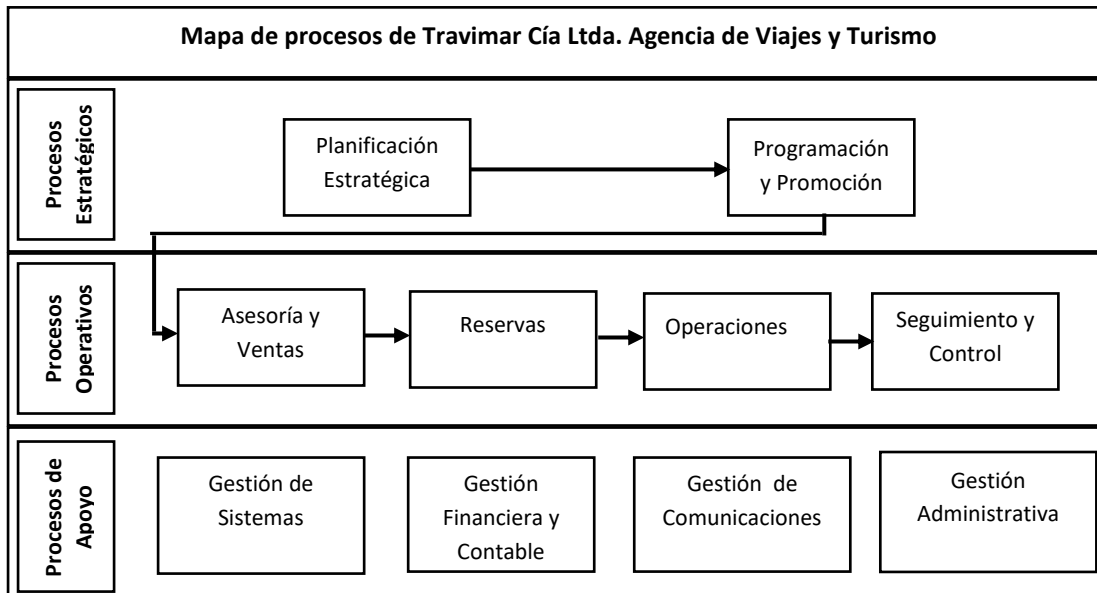 Mapa de procesos de Travimar Cía Ltda. Agencia de Viajes y Turismo
Procesos
Estratégicos
Planificación
Estratégica
Programación
y Promoción
Procesos
Operativos
Asesoría y
Ventas
Reservas
Operaciones
Seguimiento y
Control
Procesos de
Apoyo
Gestión de
Sistemas
Gestión
Financiera y
Contable
Gestión de
Comunicaciones
Gestión
Administrativa